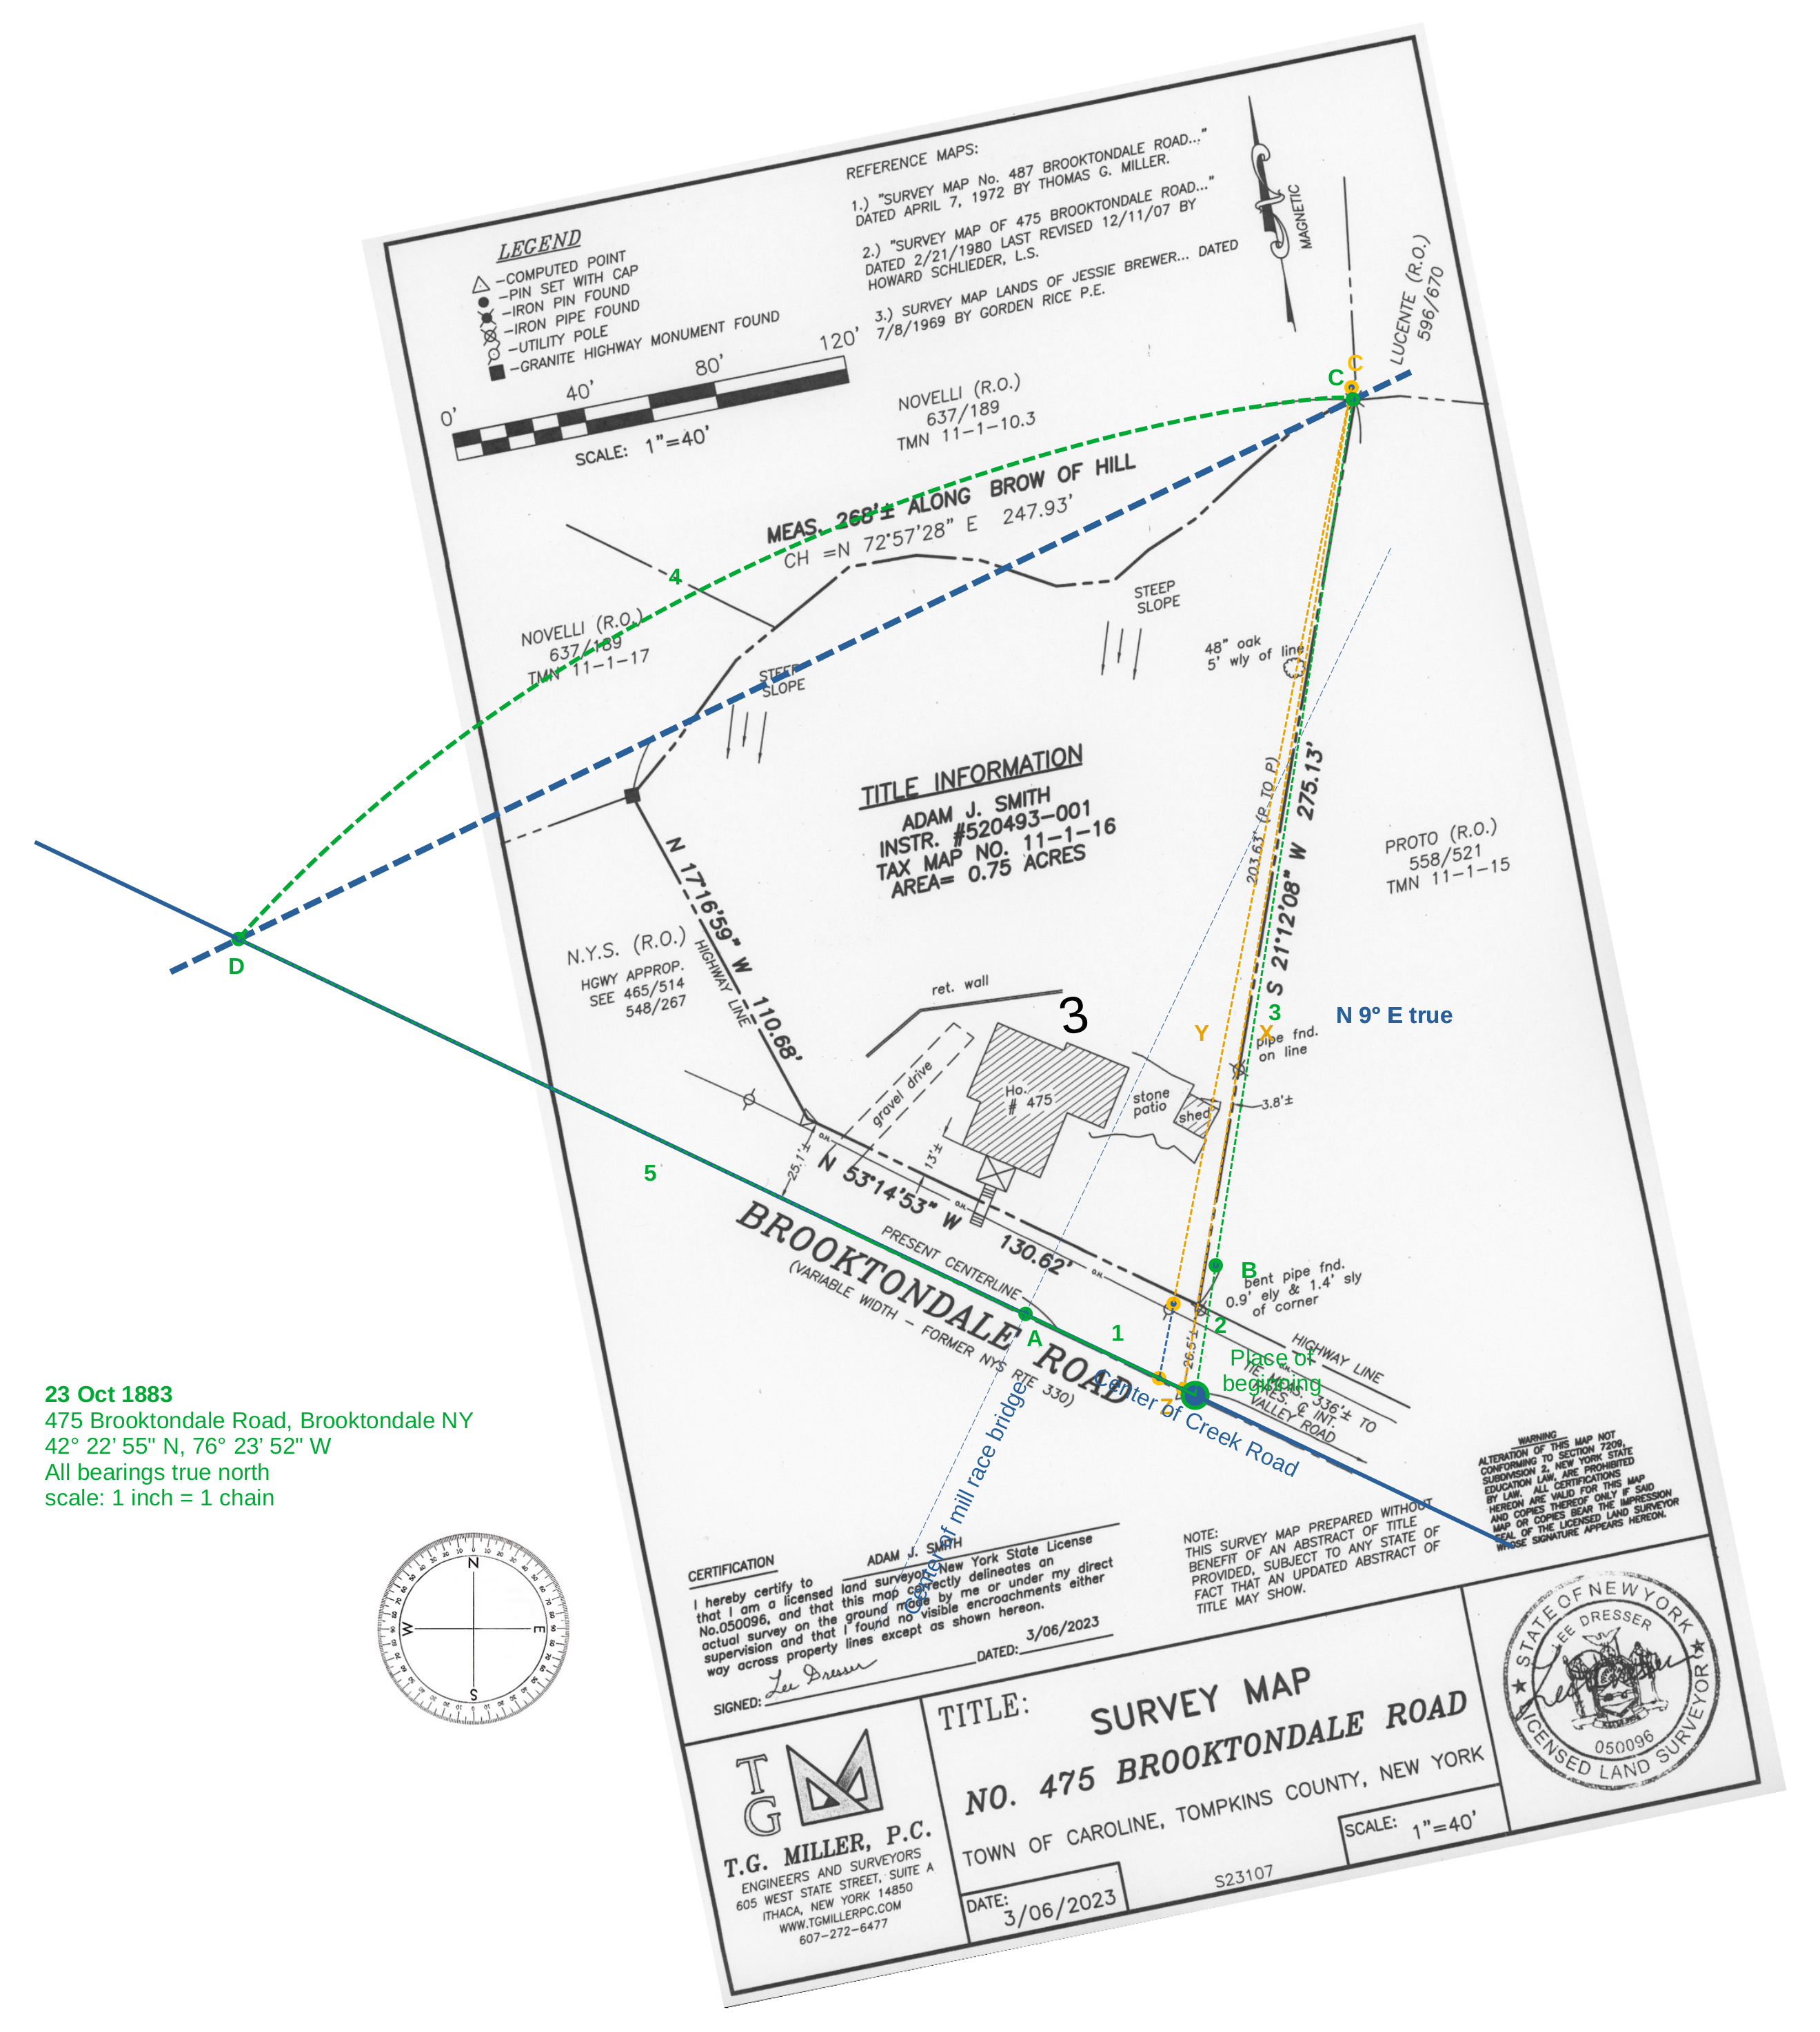 REFERENCE MAPS:
1.) "SURVEY MAP No. 487 BROOKTONDALE ROAD..."
DATED APRIL 7, 1972 BY THOMAS G. MILLER.
2.) "SURVEY MAP OF 475 BROOKTONDALE ROAD..."
DATED 2/21/1980 LAST REVISED 12/11/07 BY
HOWARD SCHLIEDER, L.S.
3.) SURVEY MAP LANDS OF JESSIE BREWER... DATED
7/8/1969 BY GORDEN RICE P.E.
MAGNETIC
LEGEND
-COMPUTED POINT
-PIN SET WITH CAP
-IRON PIN FOUND
-IRON PIPE FOUND
-UTILITY POLE
-GRANITE HIGHWAY MONUMENT FOUND
0' 40' 80' 120'
SCALE: 1"=40'
LUCENTE (R.O.)
596/670
C
C
NOVELLI (R.O.)
637/189
TMN 11-1-10.3
MEAS. 268'± ALONG BROW OF HILL
CH =N 72°57'28" E 247.93'
4
NOVELLI (R.O.)
637/189
TMN 11-1-17
STEEP
SLOPE
STEEP
SLOPE
48" oak
5' wly of line
TITLE INFORMATION
ADAM J. SMITH
INSTR. #520493-001
TAX MAP NO. 11-1-16
AREA= 0.75 ACRES
203.63' (P. TO P)
S 21°12'08" W 275.13'
PROTO (R.O.)
558/521
TMN 11-1-15
N 17°16'59" W 110.68'
HIGHWAY LINE
D
N.Y.S. (R.O.)
HGWY APPROP.
SEE 465/514
548/267
ret. wall
3
3
N 9° E true
Y
X
pipe fnd.
on line
gravel drive
Ho.
# 475
stone
patio
shed
3.8'±
25.1'±
13'±
O.H.
O.H.
O.H.
5
N 53°14'53" W 130.62'
B
bent pipe fnd.
0.9' ely & 1.4' sly
of corner
PRESENT CENTERLINE
BROOKTONDALE ROAD
(VARIABLE WIDTH - FORMER NYS RTE 330)
A
1
2
26.5'±
HIGHWAY LINE
Place of
beginning
TIE: MEAS. 336'± TO
RES. ℄ INT.
VALLEY ROAD
Z
Center of Creek Road
Center of mill race bridge
23 Oct 1883
475 Brooktondale Road, Brooktondale NY
42° 22’ 55" N, 76° 23’ 52" W
All bearings true north
scale: 1 inch = 1 chain
N
W
E
S
WARNING
ALTERATION OF THIS MAP NOT
CONFORMING TO SECTION 7209,
SUBDIVISION 2, NEW YORK STATE
EDUCATION LAW, ARE PROHIBITED
BY LAW. ALL CERTIFICATIONS
HEREON ARE VALID FOR THIS MAP
AND COPIES THEREOF ONLY IF SAID
MAP OR COPIES BEAR THE IMPRESSION
SEAL OF THE LICENSED LAND SURVEYOR
WHOSE SIGNATURE APPEARS HEREON.
NOTE:
THIS SURVEY MAP PREPARED WITHOUT
BENEFIT OF AN ABSTRACT OF TITLE
PROVIDED, SUBJECT TO ANY STATE OF
FACT THAT AN UPDATED ABSTRACT OF
TITLE MAY SHOW.
CERTIFICATION
ADAM J. SMITH
I hereby certify to
that I am a licensed land surveyor, New York State License
No.050096, and that this map correctly delineates an
actual survey on the ground made by me or under my direct
supervision and that I found no visible encroachments either
way across property lines except as shown hereon.
SIGNED: Lee Dresser DATED: 3/06/2023
TITLE:
SURVEY MAP
NO. 475 BROOKTONDALE ROAD
TOWN OF CAROLINE, TOMPKINS COUNTY, NEW YORK
T G
T.G. MILLER, P.C.
ENGINEERS AND SURVEYORS
605 WEST STATE STREET, SUITE A
ITHACA, NEW YORK 14850
WWW.TGMILLERPC.COM
607-272-6477
DATE:
3/06/2023
S23107
SCALE: 1"=40'
STATE OF NEW YORK
LEE DRESSER
050096
LICENSED LAND SURVEYOR